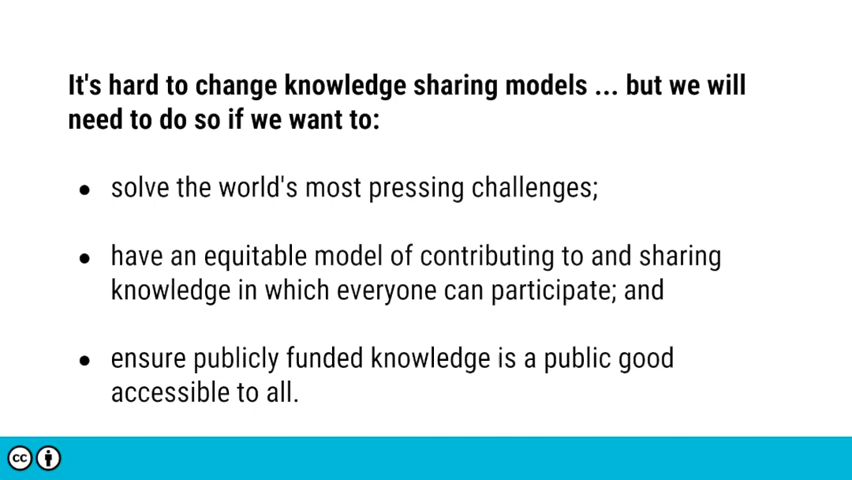 It's hard to change knowledge sharing models ... but we will
need to do so if we want to:
● solve the world's most pressing challenges;
● have an equitable model of contributing to and sharing
knowledge in which everyone can participate; and
● ensure publicly funded knowledge is a public good
accessible to all.
cc